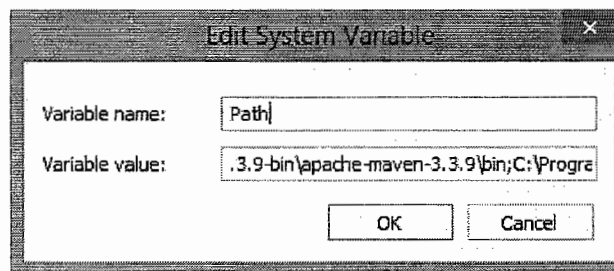 Edit System Variable
Variable name: Path
Variable value: .3.9-bin\apache-maven-3.3.9\bin;C:\Progra
OK Cancel